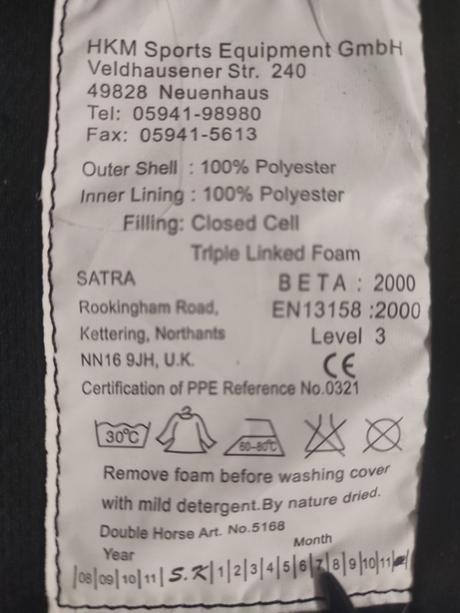 HKM Sports Equipment GmbH
Veldhausener Str. 240
49828 Neuenhaus
Tel: 05941-98980
Fax: 05941-5613
Outer Shell : 100% Polyester
Inner Lining : 100% Polyester
Filling: Closed Cell
Triple Linked Foam
SATRA
Rookingham Road,
Kettering, Northants
NN16 9JH, U.K.
BETA : 2000
EN13158 :2000
Level 3
CE
Certification of PPE Reference No.0321
30°C
60-80°C
Remove foam before washing cover
with mild detergent.By nature dried.
Double Horse Art. No.5168
Year Month
|08|09|10|11| S.K |1|2|3|4|5|6|7|8|9|10|11|